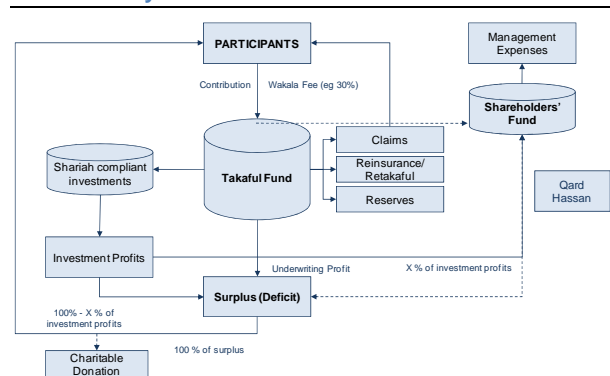 PARTICIPANTS
Management
Expenses
Contribution
Wakala Fee (eg 30%)
Shareholders'
Fund
Claims
Shariah compliant
investments
Takaful Fund
Reinsurance/
Retakaful
Reserves
Qard
Hassan
Investment Profits
Underwriting Profit
X % of investment profits
Surplus (Deficit)
100% - X % of
investment profits
100 % of surplus
Charitable
Donation